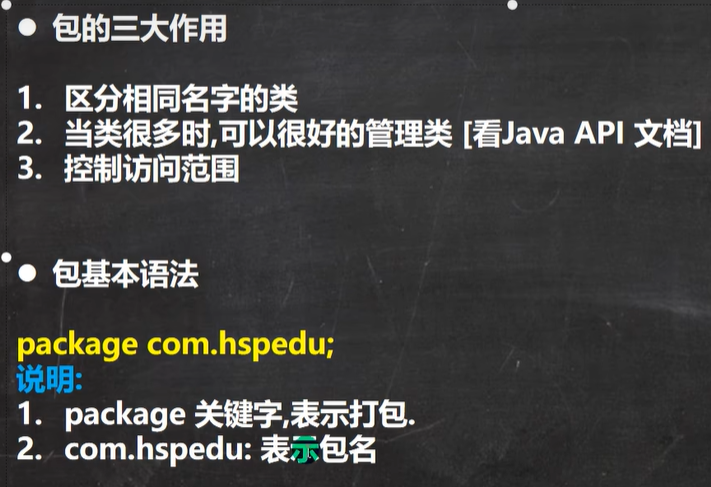 ● 包的三大作用
1. 区分相同名字的类
2. 当类很多时,可以很好的管理类 [看Java API 文档]
3. 控制访问范围
● 包基本语法
package com.hspedu;
说明:
1. package 关键字,表示打包.
2. com.hspedu: 表示包名